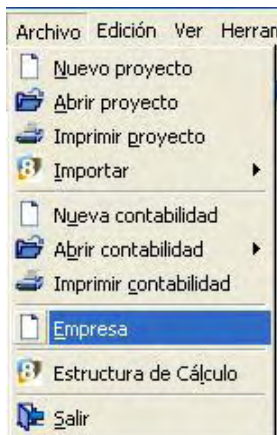 Archivo Edición Ver Herran
Nuevo proyecto
Abrir proyecto
Imprimir proyecto
Importar
Nueva contabilidad
Abrir contabilidad
Imprimir contabilidad
Empresa
Estructura de Cálculo
Salir